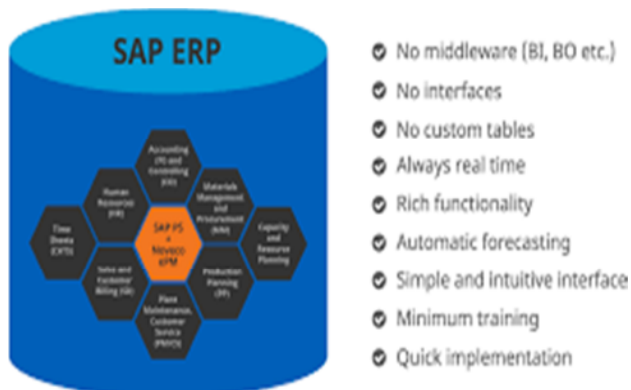 SAP ERP
Accounting
(FI) and
Controlling
(CO)
Human
Resources
(HR)
Materials
Management
and
Procurement
(MM)
Time
Sheets
(CATS)
SAP PS
+
Noveco
EPM
Capacity
and
Resource
Planning
Sales and
Customer
Billing (SD)
Production
Planning
(PP)
Plant
Maintenance,
Customer
Service
(PM/CS)
No middleware (BI, BO etc.)
No interfaces
No custom tables
Always real time
Rich functionality
Automatic forecasting
Simple and intuitive interface
Minimum training
Quick implementation